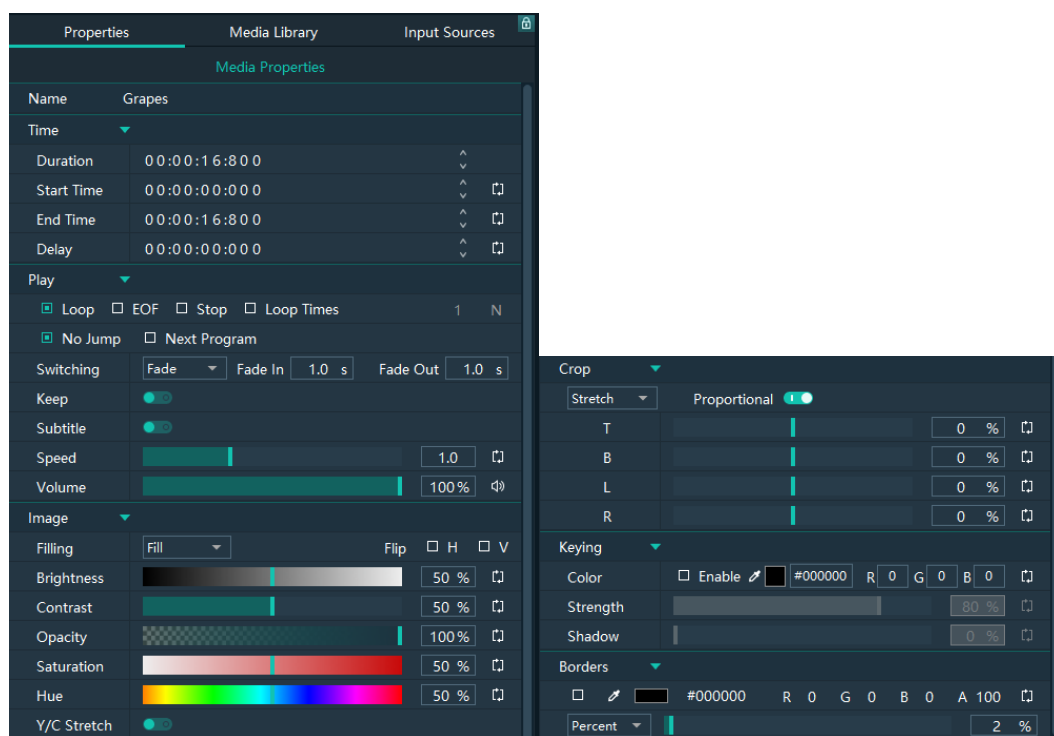 Properties Media Library Input Sources
Media Properties
Name Grapes
Time
Duration 00:00:16:800
Start Time 00:00:00:000
End Time 00:00:16:800
Delay 00:00:00:000
Play
Loop EOF Stop Loop Times 1 N
No Jump Next Program
Switching Fade Fade In 1.0 s Fade Out 1.0 s
Keep
Subtitle
Speed 1.0
Volume 100%
Image
Filling Fill Flip H V
Brightness 50 %
Contrast 50 %
Opacity 100%
Saturation 50 %
Hue 50 %
Y/C Stretch
Crop
Stretch Proportional
T 0 %
B 0 %
L 0 %
R 0 %
Keying
Color Enable #000000 R 0 G 0 B 0
Strength 80 %
Shadow 0 %
Borders
#000000 R 0 G 0 B 0 A 100
Percent 2 %